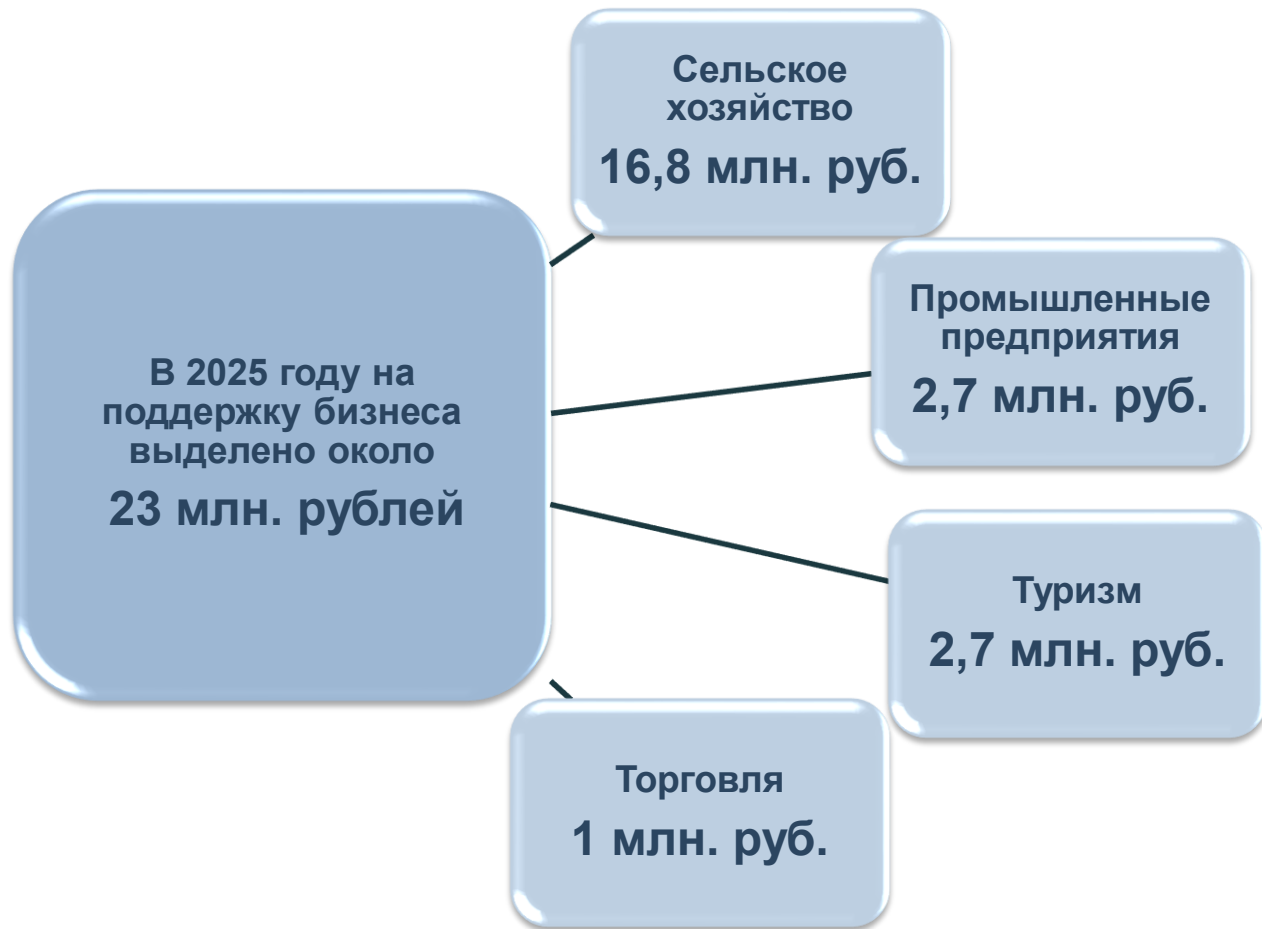 Сельское
хозяйство
16,8 млн. руб.
В 2025 году на
поддержку бизнеса
выделено около
23 млн. рублей
Промышленные
предприятия
2,7 млн. руб.
Туризм
2,7 млн. руб.
Торговля
1 млн. руб.